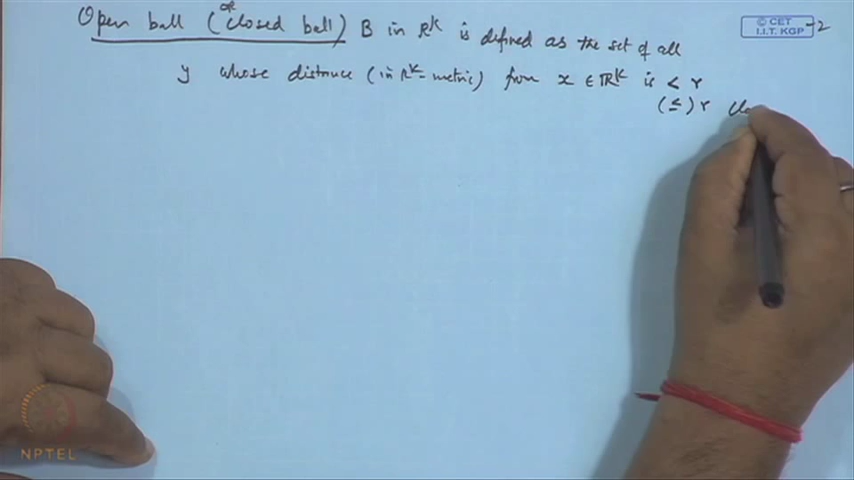 Open ball (or closed ball) B in ℝᵏ is defined as the set of all
y whose distance (in ℝᵏ-metric) from x ∈ ℝᵏ is < r
(≤) r clo
© CET
I.I.T. KGP
-2
NPTEL